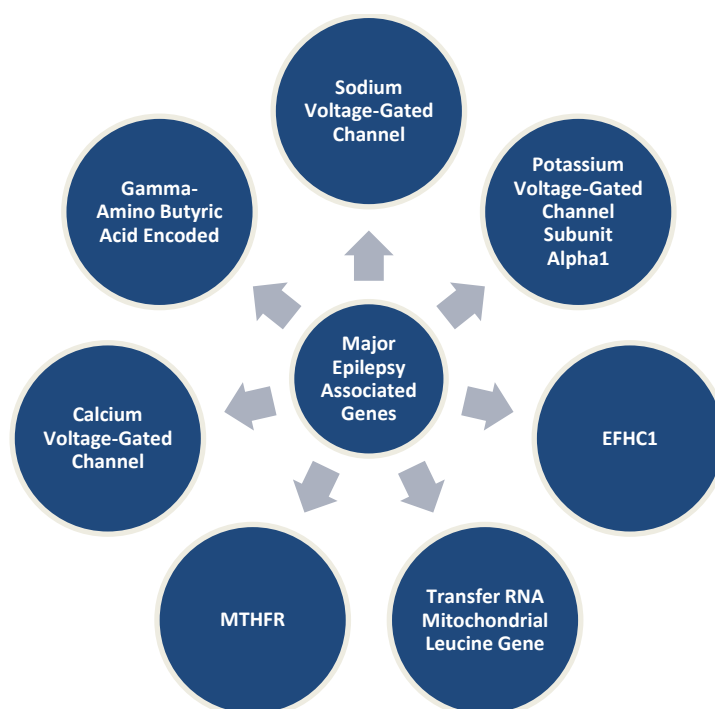 Sodium
Voltage-Gated
Channel
Potassium
Voltage-Gated
Channel
Subunit
Alpha1
EFHC1
Transfer RNA
Mitochondrial
Leucine Gene
MTHFR
Calcium
Voltage-Gated
Channel
Gamma-
Amino Butyric
Acid Encoded
Major
Epilepsy
Associated
Genes